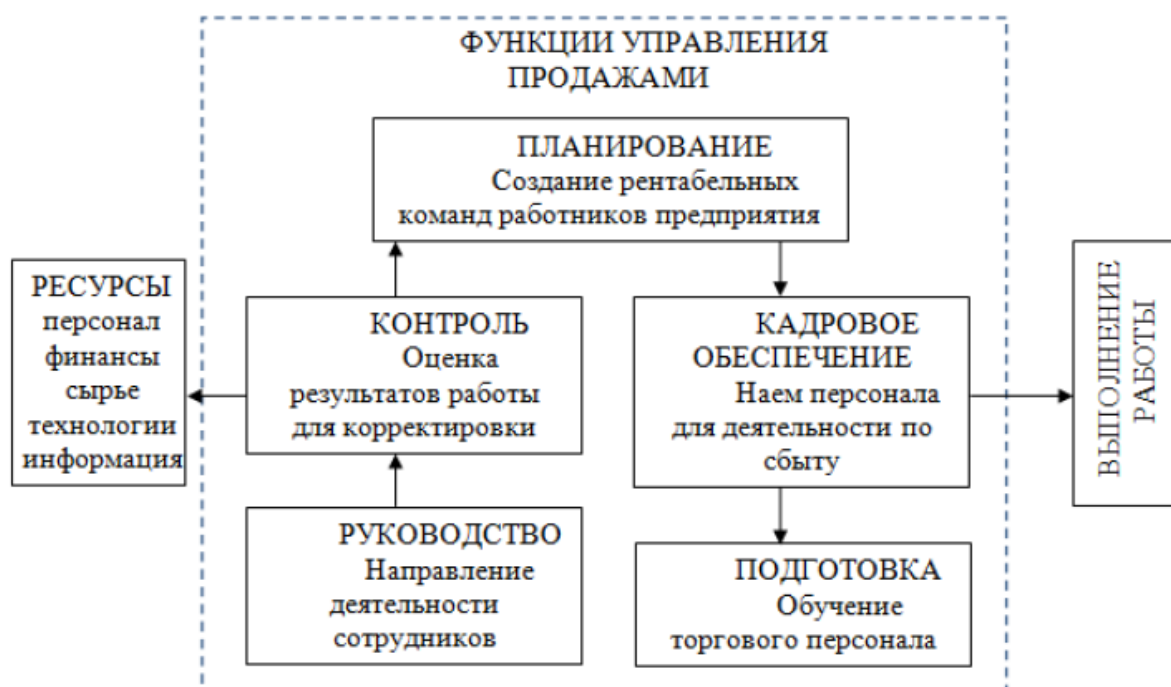 ФУНКЦИИ УПРАВЛЕНИЯ
ПРОДАЖАМИ
ПЛАНИРОВАНИЕ
Создание рентабельных
команд работников предприятия
РЕСУРСЫ
персонал
финансы
сырье
технологии
информация
КОНТРОЛЬ
Оценка
результатов работы
для корректировки
КАДРОВОЕ
ОБЕСПЕЧЕНИЕ
Наем персонала
для деятельности по
сбыту
ВЫПОЛНЕНИЕ
РАБОТЫ
РУКОВОДСТВО
Направление
деятельности
сотрудников
ПОДГОТОВКА
Обучение
торгового персонала